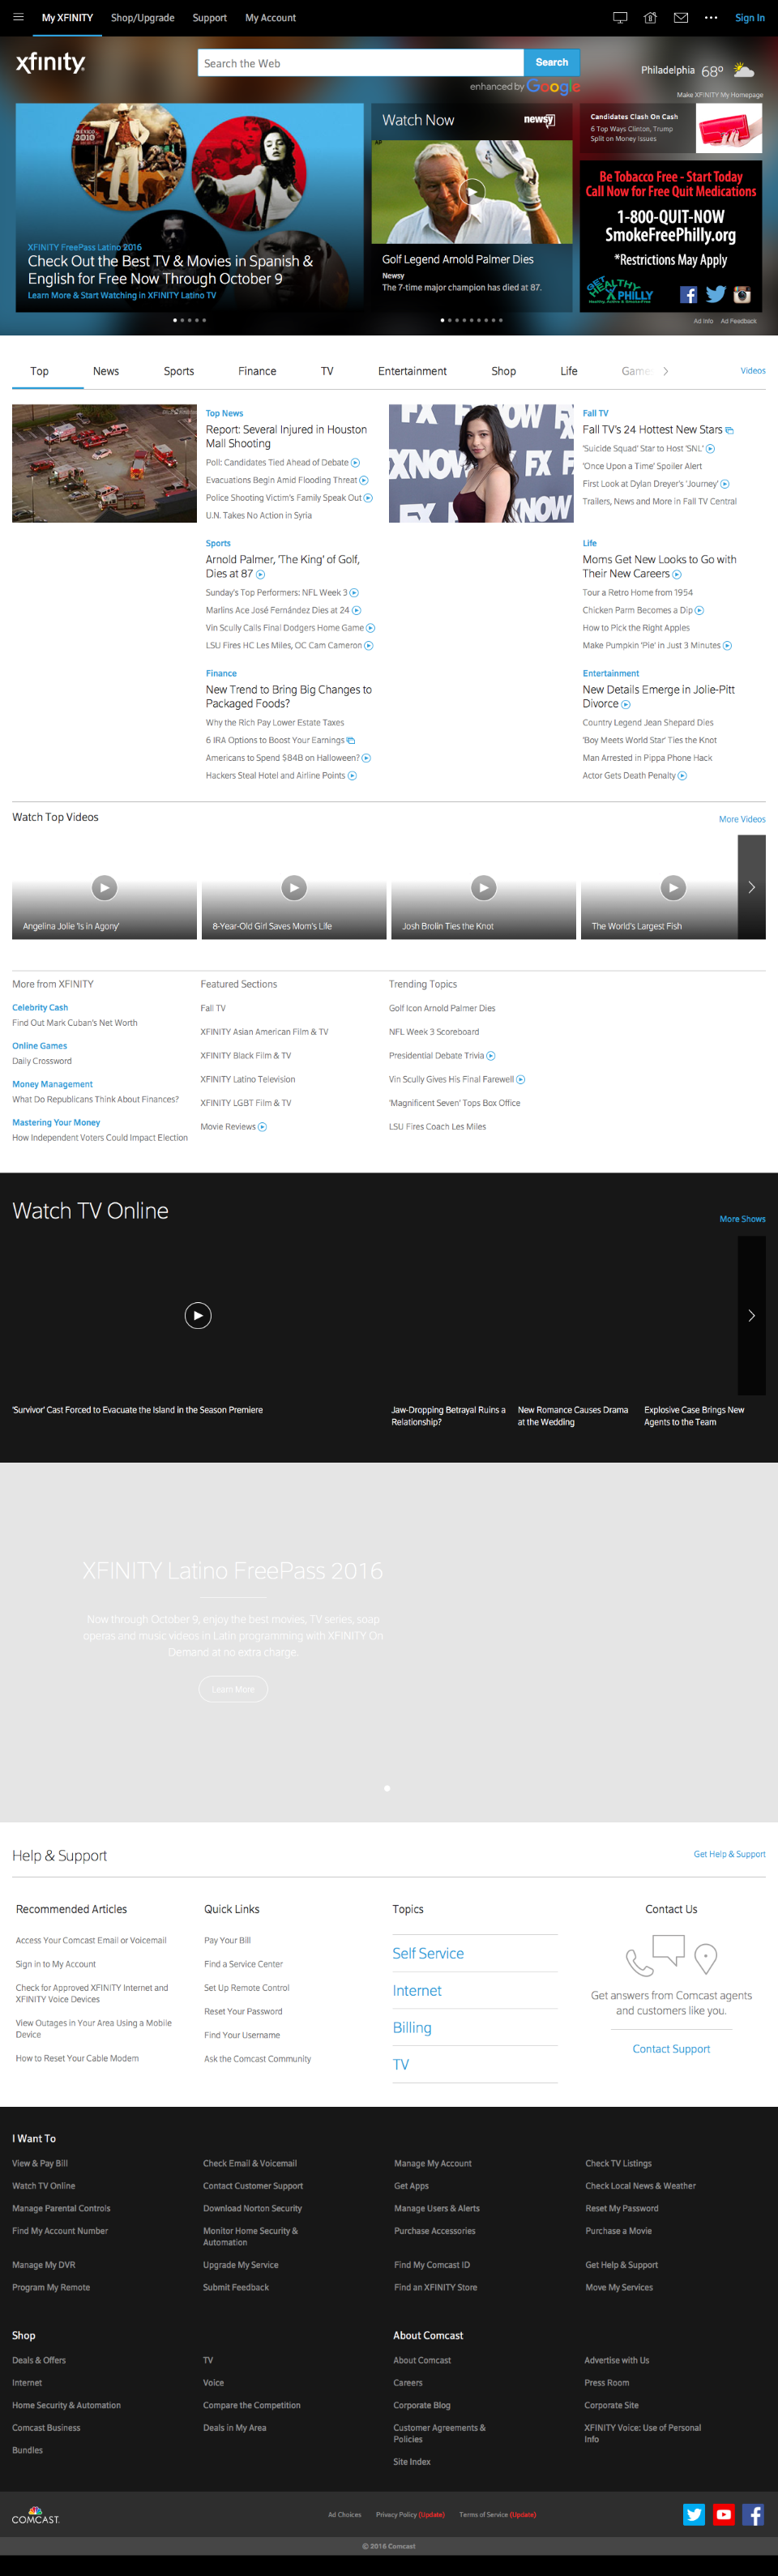 My XFINITY
Shop/Upgrade
Support
My Account
Sign In
xfinity.
Search the Web
Search
enhanced by Google
Philadelphia 68°
Make XFINITY My Homepage
MÉXICO
2010
XFINITY FreePass Latino 2016
Check Out the Best TV & Movies in Spanish &
English for Free Now Through October 9
Learn More & Start Watching in XFINITY Latino TV
Watch Now
newsy
AP
Golf Legend Arnold Palmer Dies
Newsy
The 7-time major champion has died at 87.
Candidates Clash On Cash
6 Top Ways Clinton, Trump
Split on Money Issues
Be Tobacco Free - Start Today
Call Now for Free Quit Medications
1-800-QUIT-NOW
SmokeFreePhilly.org
*Restrictions May Apply
GET HEALTHY PHILLY
Ad Info
Ad Feedback
Top
News
Sports
Finance
TV
Entertainment
Shop
Life
Games
Videos
Top News
Report: Several Injured in Houston
Mall Shooting
Poll: Candidates Tied Ahead of Debate
Evacuations Begin Amid Flooding Threat
Police Shooting Victim's Family Speak Out
U.N. Takes No Action in Syria
Fall TV
Fall TV's 24 Hottest New Stars
'Suicide Squad' Star to Host 'SNL'
'Once Upon a Time' Spoiler Alert
First Look at Dylan Dreyer's 'Journey'
Trailers, News and More in Fall TV Central
Sports
Arnold Palmer, 'The King' of Golf,
Dies at 87
Sunday's Top Performers: NFL Week 3
Marlins Ace José Fernández Dies at 24
Vin Scully Calls Final Dodgers Home Game
LSU Fires HC Les Miles, OC Cam Cameron
Life
Moms Get New Looks to Go with
Their New Careers
Tour a Retro Home from 1954
Chicken Parm Becomes a Dip
How to Pick the Right Apples
Make Pumpkin 'Pie' in Just 3 Minutes
Finance
New Trend to Bring Big Changes to
Packaged Foods?
Why the Rich Pay Lower Estate Taxes
6 IRA Options to Boost Your Earnings
Americans to Spend $84B on Halloween?
Hackers Steal Hotel and Airline Points
Entertainment
New Details Emerge in Jolie-Pitt
Divorce
Country Legend Jean Shepard Dies
'Boy Meets World Star' Ties the Knot
Man Arrested in Pippa Phone Hack
Actor Gets Death Penalty
Watch Top Videos
More Videos
Angelina Jolie 'Is in Agony'
8-Year-Old Girl Saves Mom's Life
Josh Brolin Ties the Knot
The World's Largest Fish
More from XFINITY
Celebrity Cash
Find Out Mark Cuban's Net Worth
Online Games
Daily Crossword
Money Management
What Do Republicans Think About Finances?
Mastering Your Money
How Independent Voters Could Impact Election
Featured Sections
Fall TV
XFINITY Asian American Film & TV
XFINITY Black Film & TV
XFINITY Latino Television
XFINITY LGBT Film & TV
Movie Reviews
Trending Topics
Golf Icon Arnold Palmer Dies
NFL Week 3 Scoreboard
Presidential Debate Trivia
Vin Scully Gives His Final Farewell
'Magnificent Seven' Tops Box Office
LSU Fires Coach Les Miles
Watch TV Online
More Shows
'Survivor' Cast Forced to Evacuate the Island in the Season Premiere
Jaw-Dropping Betrayal Ruins a
Relationship?
New Romance Causes Drama
at the Wedding
Explosive Case Brings New
Agents to the Team
XFINITY Latino FreePass 2016
Now through October 9, enjoy the best movies, TV series, soap
operas and music videos in Latin programming with XFINITY On
Demand at no extra charge.
Learn More
Help & Support
Get Help & Support
Recommended Articles
Access Your Comcast Email or Voicemail
Sign in to My Account
Check for Approved XFINITY Internet and
XFINITY Voice Devices
View Outages in Your Area Using a Mobile
Device
How to Reset Your Cable Modem
Quick Links
Pay Your Bill
Find a Service Center
Set Up Remote Control
Reset Your Password
Find Your Username
Ask the Comcast Community
Topics
Self Service
Internet
Billing
TV
Contact Us
Get answers from Comcast agents
and customers like you.
Contact Support
I Want To
View & Pay Bill
Check Email & Voicemail
Manage My Account
Check TV Listings
Watch TV Online
Contact Customer Support
Get Apps
Check Local News & Weather
Manage Parental Controls
Download Norton Security
Manage Users & Alerts
Reset My Password
Find My Account Number
Monitor Home Security &
Automation
Purchase Accessories
Purchase a Movie
Manage My DVR
Upgrade My Service
Find My Comcast ID
Get Help & Support
Program My Remote
Submit Feedback
Find an XFINITY Store
Move My Services
Shop
Deals & Offers
TV
Internet
Voice
Home Security & Automation
Compare the Competition
Comcast Business
Deals in My Area
Bundles
About Comcast
About Comcast
Advertise with Us
Careers
Press Room
Corporate Blog
Corporate Site
Customer Agreements &
Policies
XFINITY Voice: Use of Personal
Info
Site Index
COMCAST
Ad Choices
Privacy Policy (Update)
Terms of Service (Update)
© 2016 Comcast